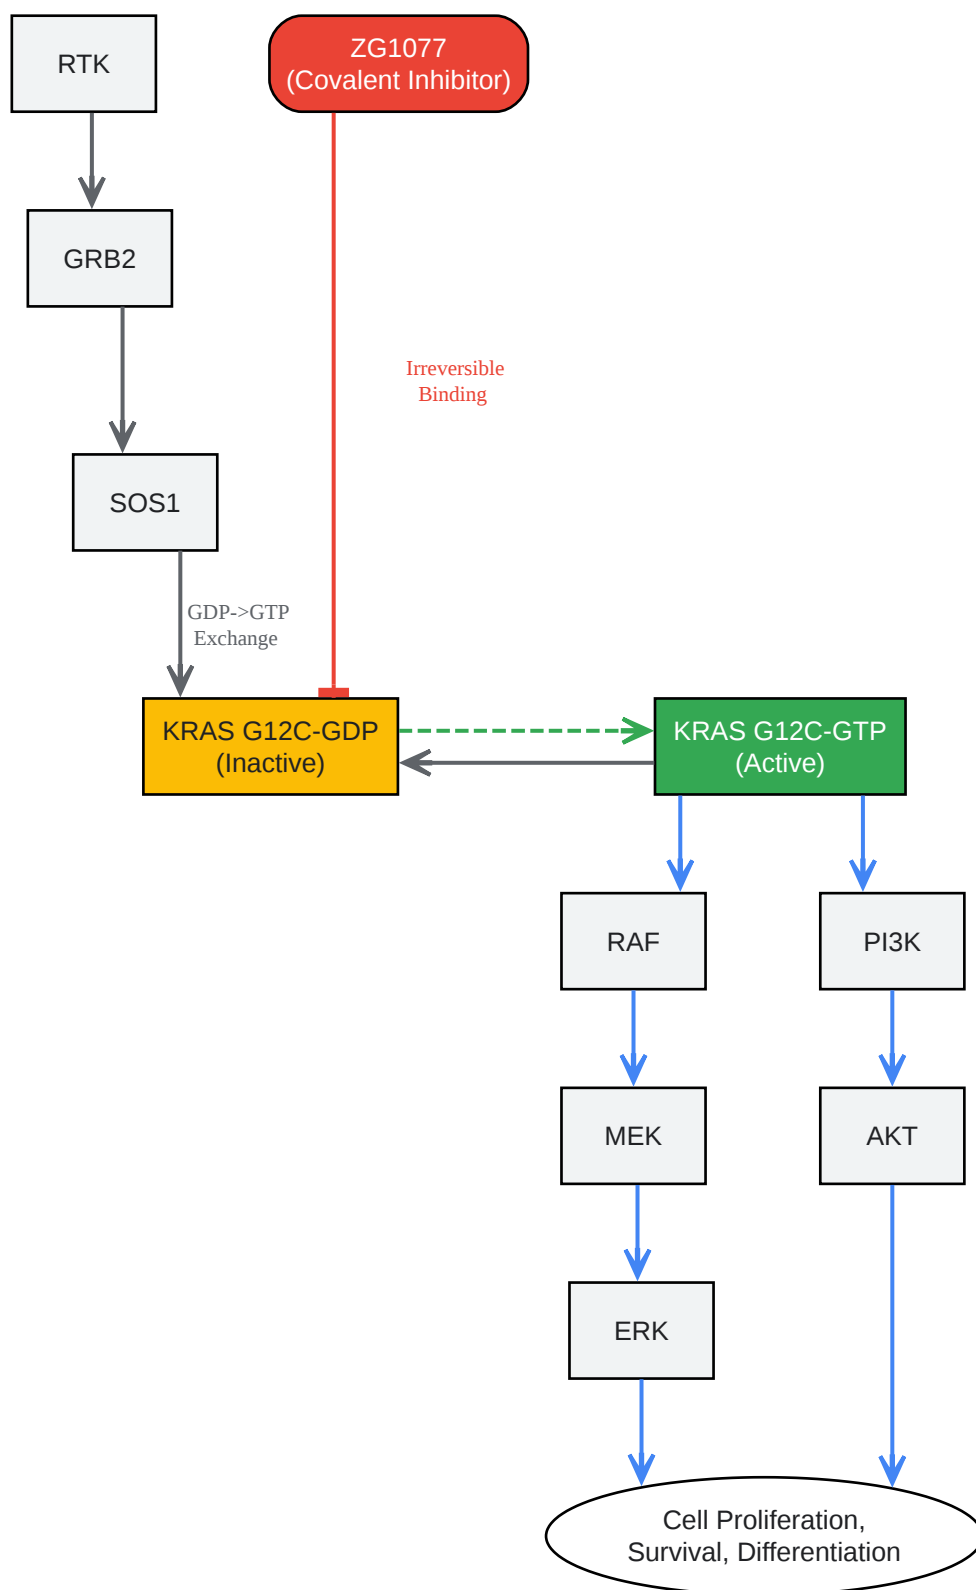 RTK
ZG1077
(Covalent Inhibitor)
GRB2
Irreversible
Binding
SOS1
GDP->GTP
Exchange
KRAS G12C-GDP
(Inactive)
KRAS G12C-GTP
(Active)
RAF
PI3K
MEK
AKT
ERK
Cell Proliferation,
Survival, Differentiation